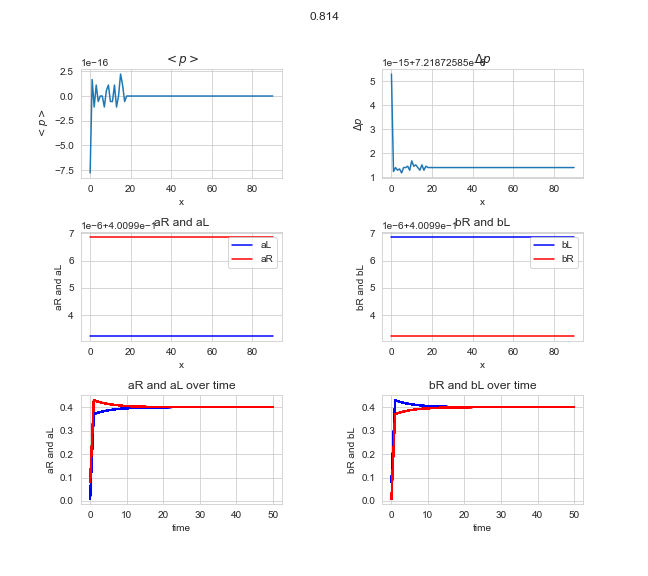 0.814
<p>
1e−16
2.5
0.0
−2.5
−5.0
−7.5
<p>
0 20 40 60 80
x
Δp
1e−15+7.21872585e−
5
4
3
2
1
Δp
0 20 40 60 80
x
aR and aL
1e−6+4.0099e−1
7
6
5
4
aR and aL
aL
aR
0 20 40 60 80
x
bR and bL
1e−6+4.0099e−1
7
6
5
4
bR and bL
bL
bR
0 20 40 60 80
x
aR and aL over time
0.4
0.3
0.2
0.1
0.0
aR and aL
0 10 20 30 40 50
time
bR and bL over time
0.4
0.3
0.2
0.1
0.0
bR and bL
0 10 20 30 40 50
time